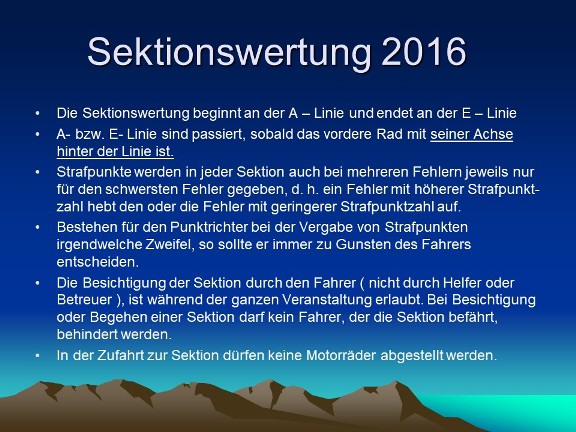 Sektionswertung 2016
• Die Sektionswertung beginnt an der A – Linie und endet an der E – Linie
• A- bzw. E- Linie sind passiert, sobald das vordere Rad mit seiner Achse
hinter der Linie ist.
• Strafpunkte werden in jeder Sektion auch bei mehreren Fehlern jeweils nur
für den schwersten Fehler gegeben, d. h. ein Fehler mit höherer Strafpunkt-
zahl hebt den oder die Fehler mit geringerer Strafpunktzahl auf.
• Bestehen für den Punktrichter bei der Vergabe von Strafpunkten
irgendwelche Zweifel, so sollte er immer zu Gunsten des Fahrers
entscheiden.
• Die Besichtigung der Sektion durch den Fahrer ( nicht durch Helfer oder
Betreuer ), ist während der ganzen Veranstaltung erlaubt. Bei Besichtigung
oder Begehen einer Sektion darf kein Fahrer, der die Sektion befährt,
behindert werden.
• In der Zufahrt zur Sektion dürfen keine Motorräder abgestellt werden.